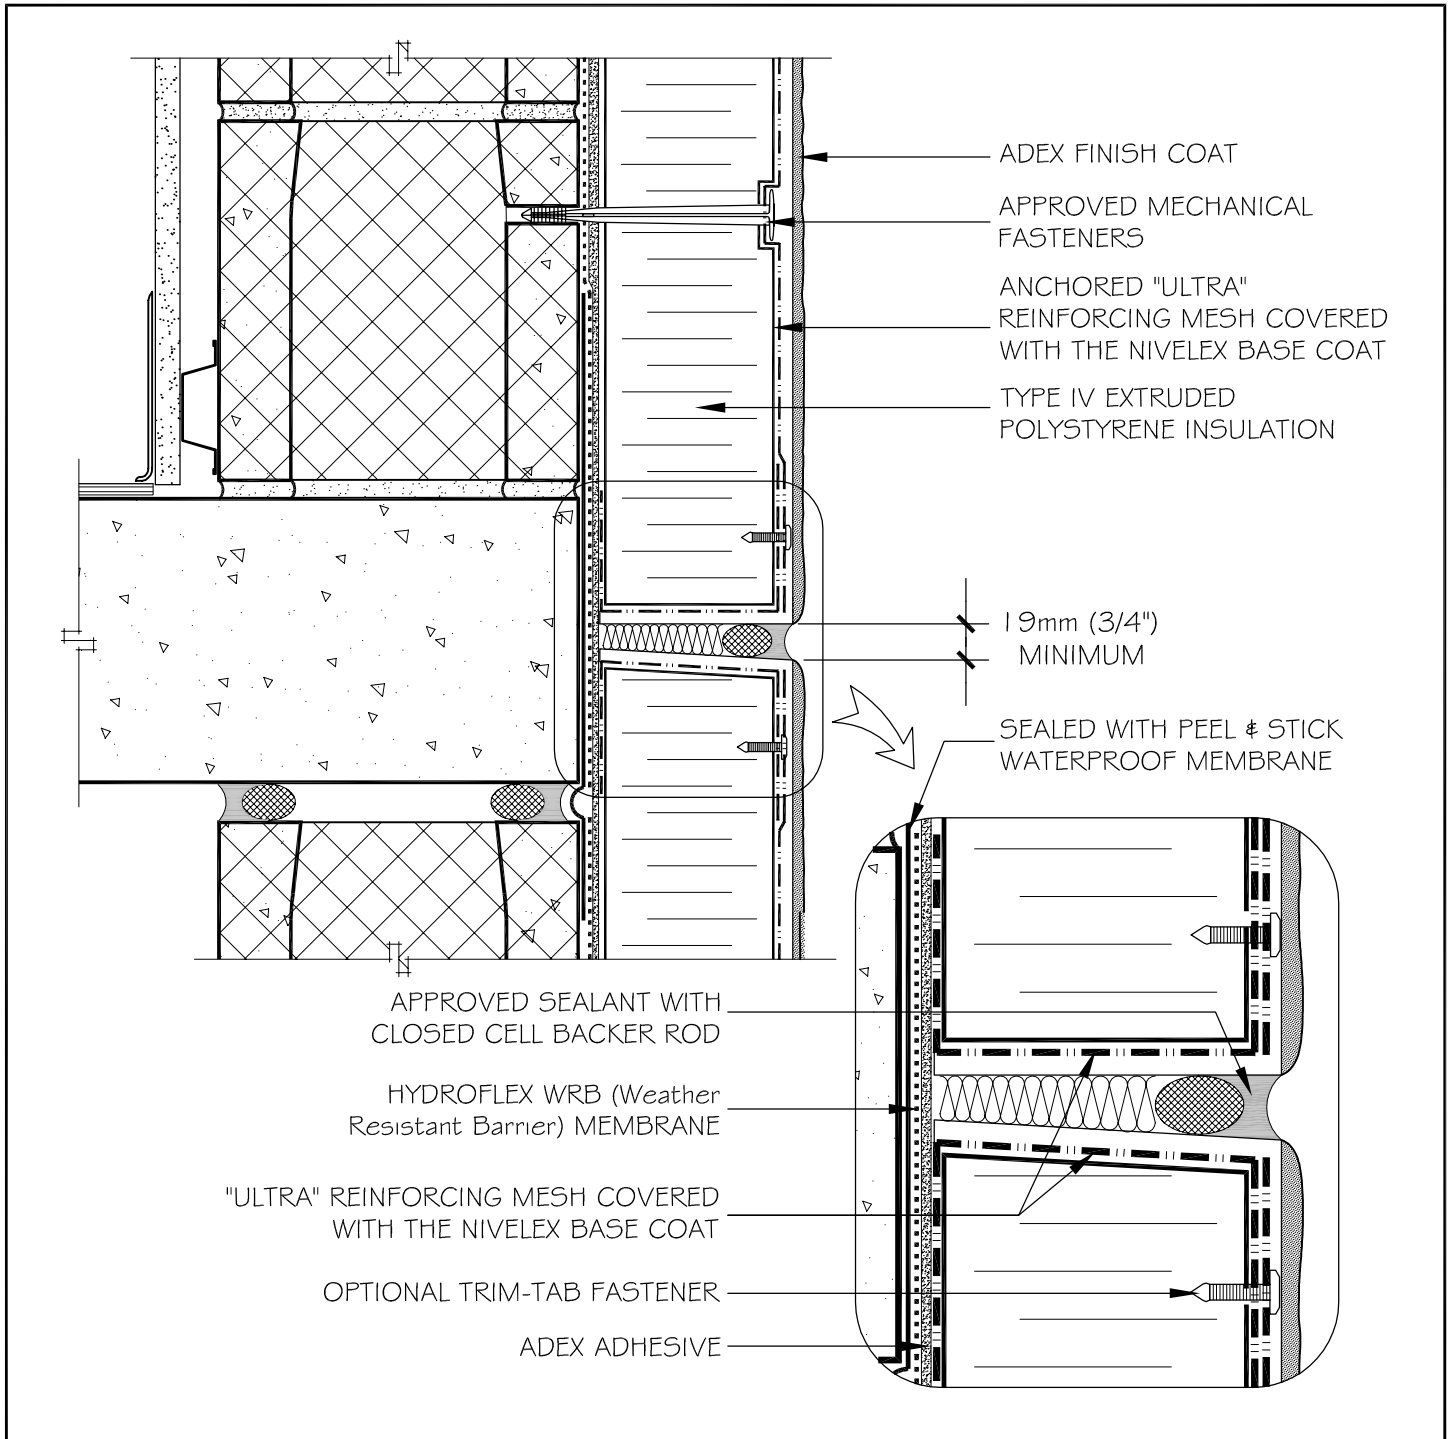 ADEX FINISH COAT
APPROVED MECHANICAL
FASTENERS
ANCHORED "ULTRA"
REINFORCING MESH COVERED
WITH THE NIVELEX BASE COAT
TYPE IV EXTRUDED
POLYSTYRENE INSULATION
19mm (3/4")
MINIMUM
SEALED WITH PEEL & STICK
WATERPROOF MEMBRANE
APPROVED SEALANT WITH
CLOSED CELL BACKER ROD
HYDROFLEX WRB (Weather
Resistant Barrier) MEMBRANE
"ULTRA" REINFORCING MESH COVERED
WITH THE NIVELEX BASE COAT
OPTIONAL TRIM-TAB FASTENER
ADEX ADHESIVE